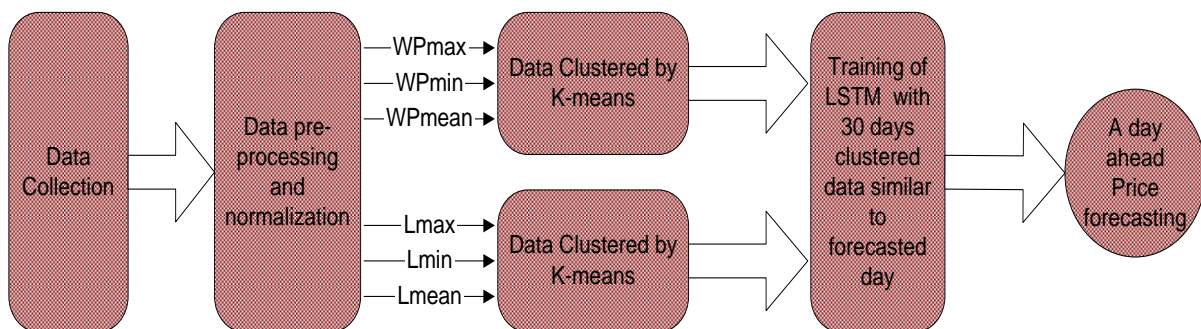 Data
Collection
Data pre-
processing
and
normalization
WPmax
WPmin
WPmean
Data Clustered by
K-means
Lmax
Lmin
Lmean
Data Clustered by
K-means
Training of
LSTM with
30 days
clustered
data similar
to
forecasted
day
A day
ahead
Price
forecasting